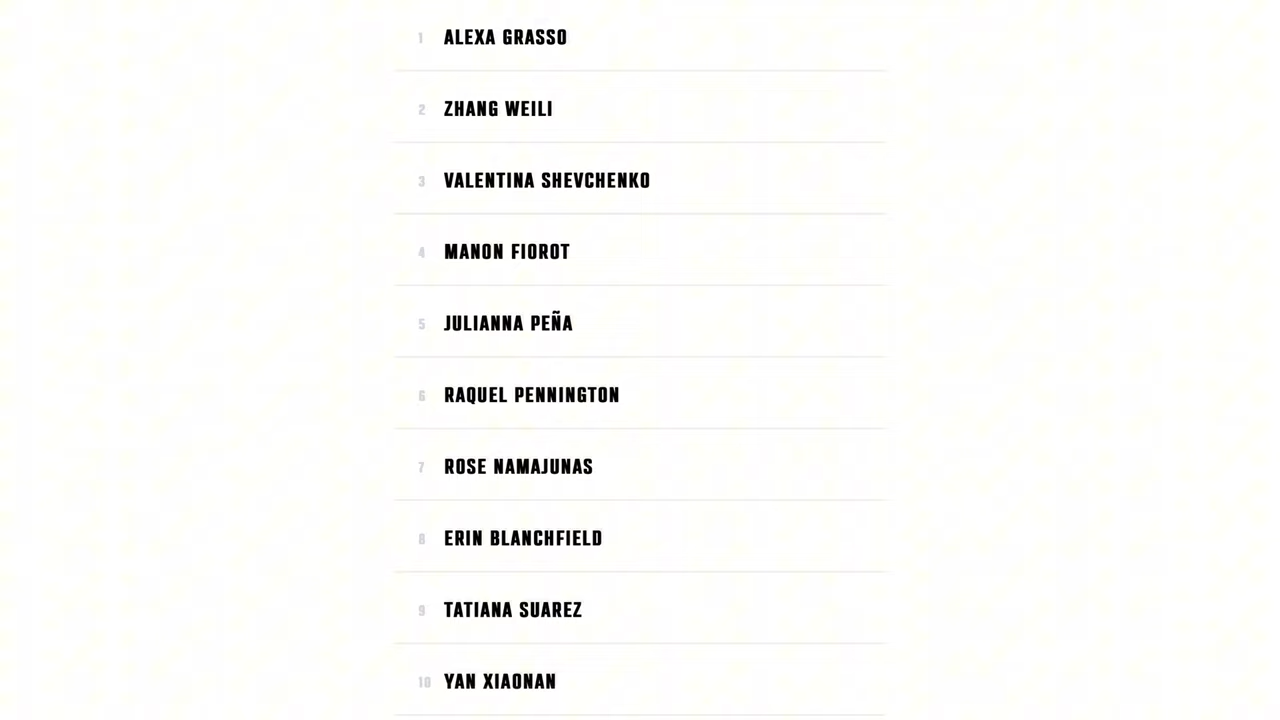 1 ALEXA GRASSO
2 ZHANG WEILI
3 VALENTINA SHEVCHENKO
4 MANON FIOROT
5 JULIANNA PEÑA
6 RAQUEL PENNINGTON
7 ROSE NAMAJUNAS
8 ERIN BLANCHFIELD
9 TATIANA SUAREZ
10 YAN XIAONAN